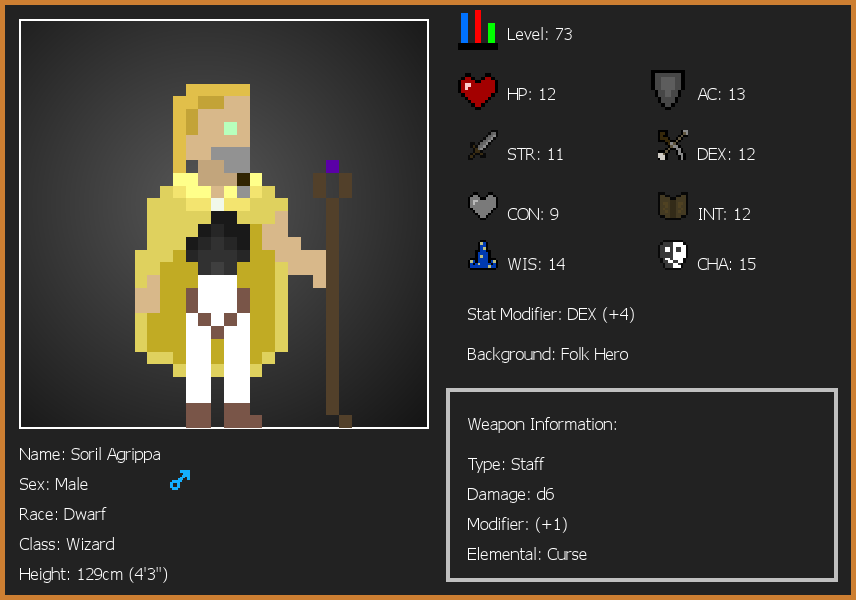 Level: 73
HP: 12
AC: 13
STR: 11
DEX: 12
CON: 9
INT: 12
WIS: 14
CHA: 15
Stat Modifier: DEX (+4)
Background: Folk Hero
Weapon Information:
Type: Staff
Damage: d6
Modifier: (+1)
Elemental: Curse
Name: Soril Agrippa
Sex: Male
Race: Dwarf
Class: Wizard
Height: 129cm (4'3")